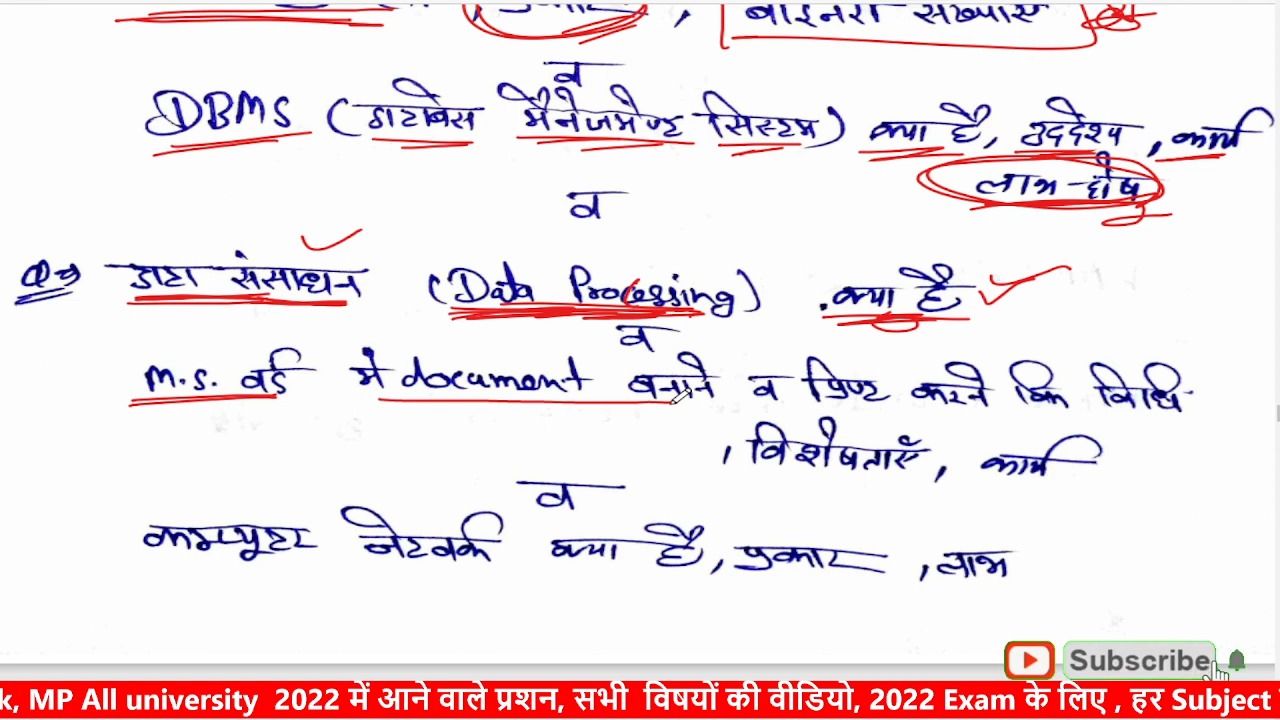 , बाइनरी संख्याएं
व
DBMS (डाटाबेस मैनेजमेण्ट सिस्टम) क्या है, उद्देश्य, कार्य
लाभ-दोष
व
Q→ डाटा संसाधन (Data Processing) क्या है
व
M.S. वर्ड में document बनाने व प्रिण्ट करने कि विधि
, विशेषताएँ, कार्य
व
कम्प्यूटर नेटवर्क क्या है, प्रकार, लाभ
Subscribe
k, MP All university 2022 में आने वाले प्रशन, सभी विषयों की वीडियो, 2022 Exam के लिए , हर Subject